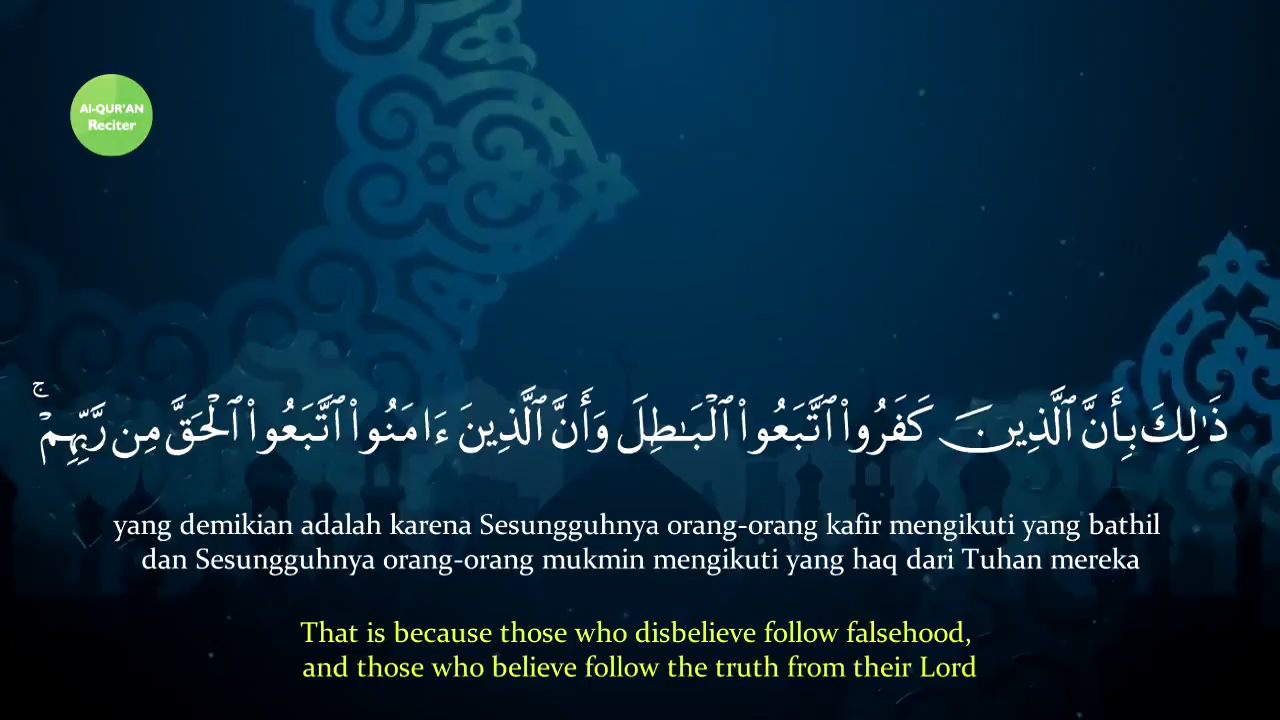 Al-QUR'AN
Reciter
ذَٰلِكَ بِأَنَّ ٱلَّذِينَ كَفَرُوا۟ ٱتَّبَعُوا۟ ٱلْبَـٰطِلَ وَأَنَّ ٱلَّذِينَ ءَامَنُوا۟ ٱتَّبَعُوا۟ ٱلْحَقَّ مِن رَّبِّهِمْ ۚ
yang demikian adalah karena Sesungguhnya orang-orang kafir mengikuti yang bathil
dan Sesungguhnya orang-orang mukmin mengikuti yang haq dari Tuhan mereka
That is because those who disbelieve follow falsehood,
and those who believe follow the truth from their Lord